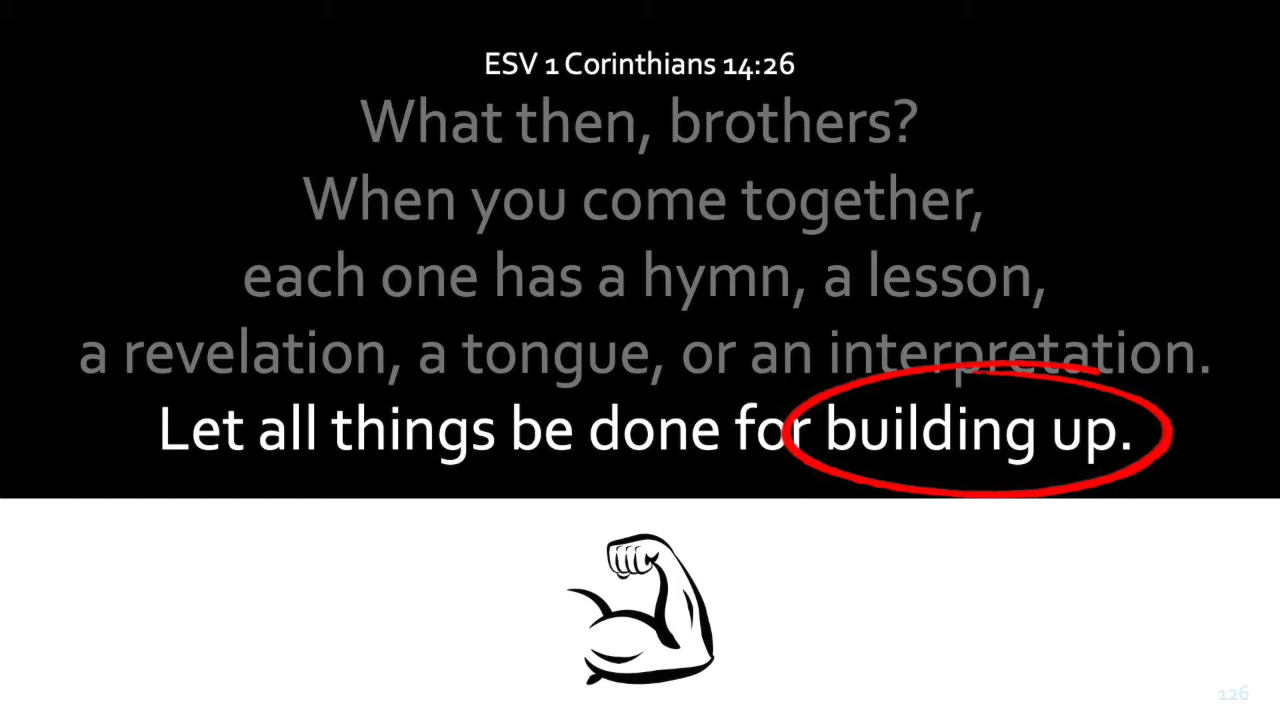 ESV 1 Corinthians 14:26
What then, brothers?
When you come together,
each one has a hymn, a lesson,
a revelation, a tongue, or an interpretation.
Let all things be done for building up.
126